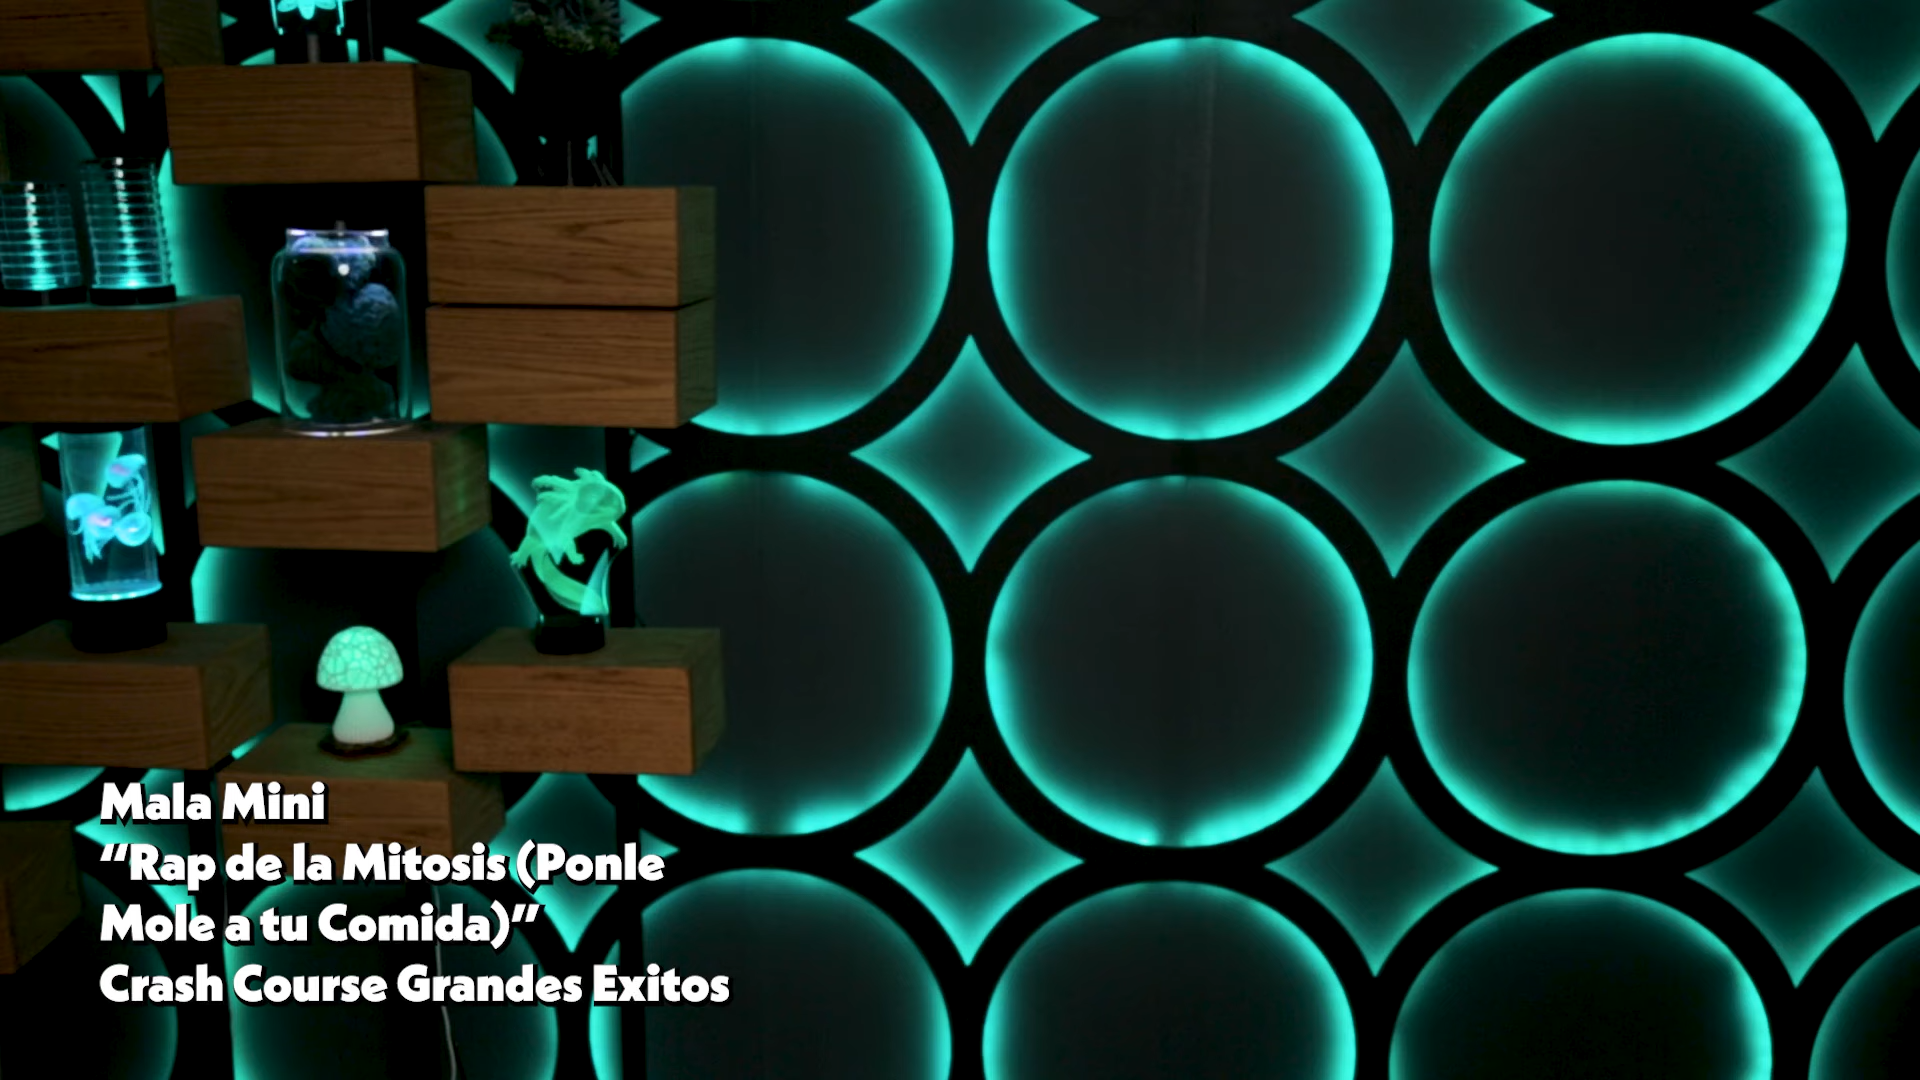 Mala Mini
“Rap de la Mitosis (Ponle
Mole a tu Comida)”
Crash Course Grandes Exitos